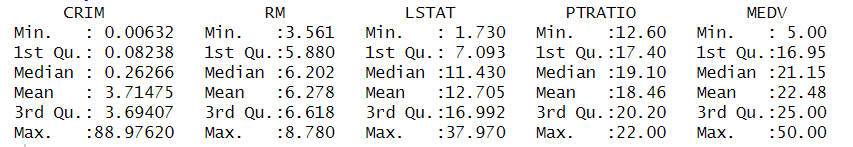 CRIM RM LSTAT PTRATIO MEDV
Min. : 0.00632 Min. :3.561 Min. : 1.730 Min. :12.60 Min. : 5.00
1st Qu.: 0.08238 1st Qu.:5.880 1st Qu.: 7.093 1st Qu.:17.40 1st Qu.:16.95
Median : 0.26266 Median :6.202 Median :11.430 Median :19.10 Median :21.15
Mean : 3.71475 Mean :6.278 Mean :12.705 Mean :18.46 Mean :22.48
3rd Qu.: 3.69407 3rd Qu.:6.618 3rd Qu.:16.992 3rd Qu.:20.20 3rd Qu.:25.00
Max. :88.97620 Max. :8.780 Max. :37.970 Max. :22.00 Max. :50.00